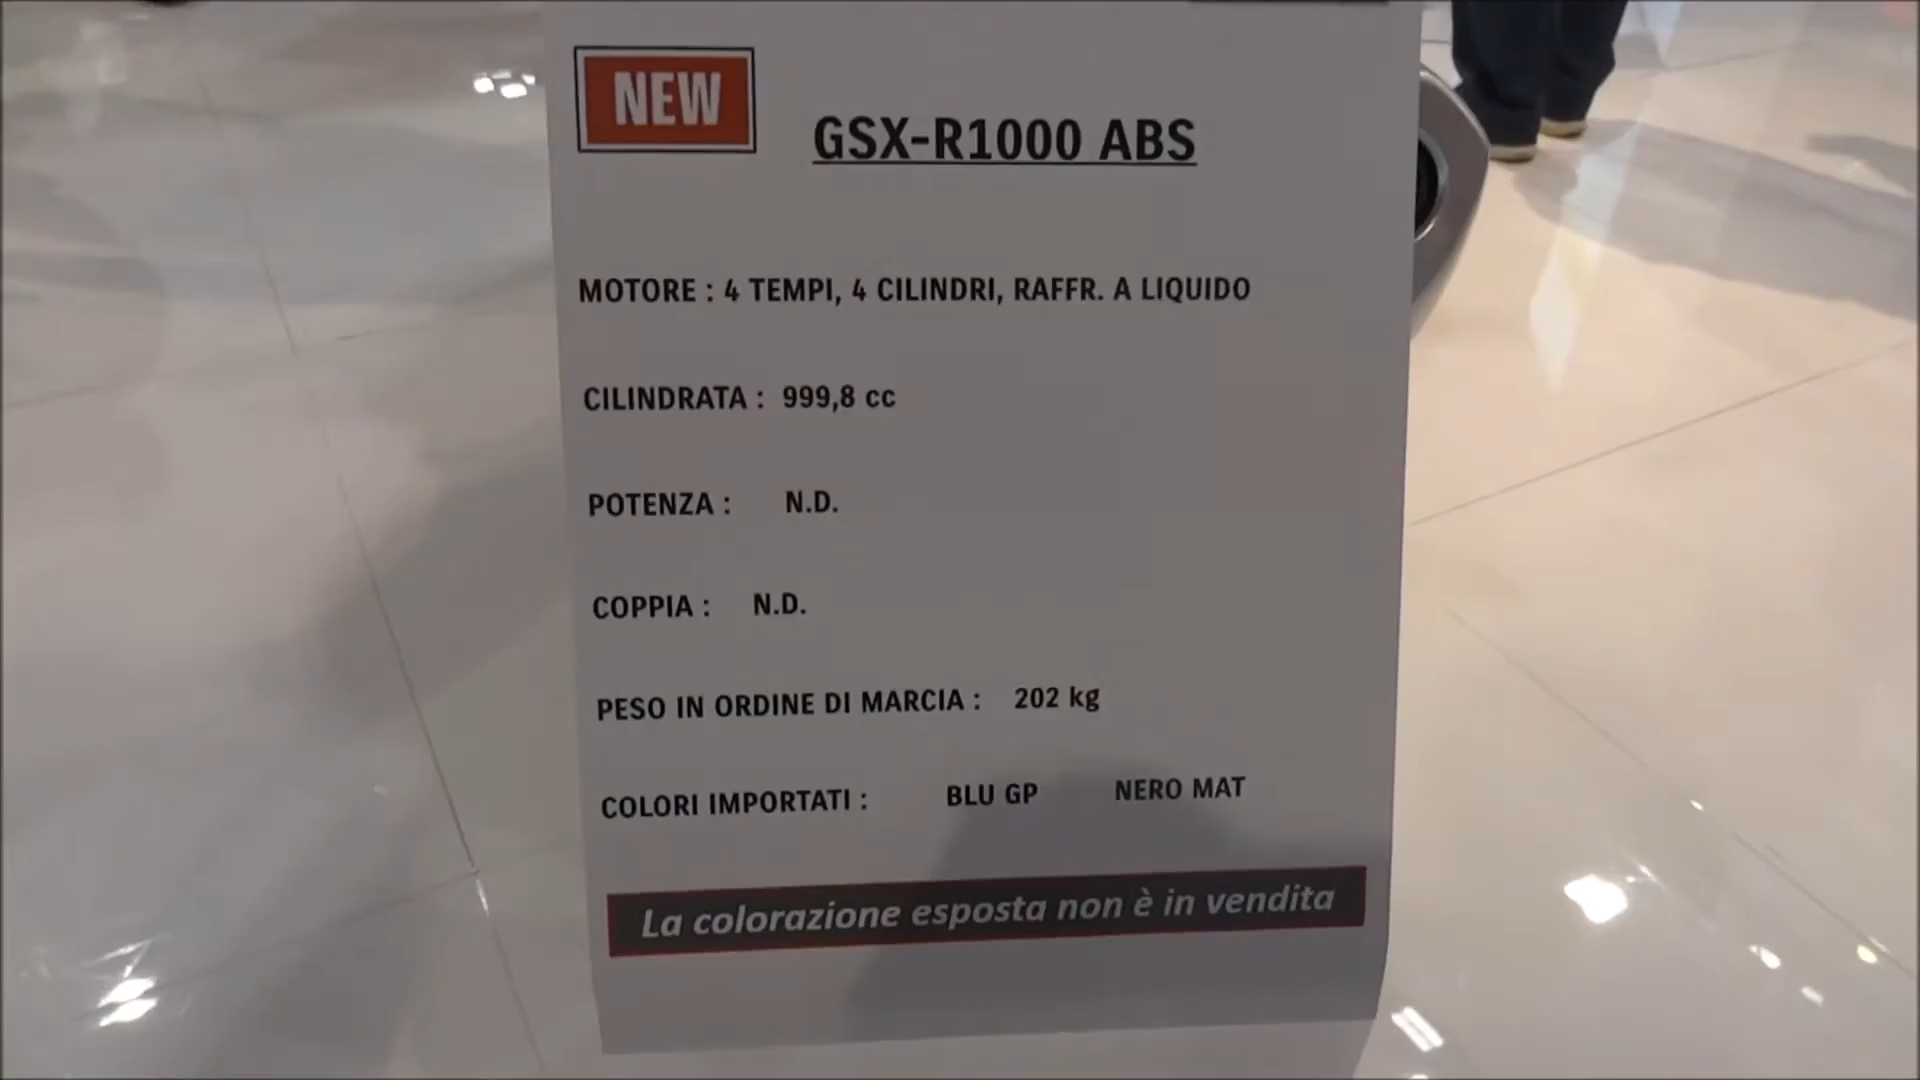 NEW
GSX-R1000 ABS
MOTORE : 4 TEMPI, 4 CILINDRI, RAFFR. A LIQUIDO
CILINDRATA : 999,8 cc
POTENZA : N.D.
COPPIA : N.D.
PESO IN ORDINE DI MARCIA : 202 kg
COLORI IMPORTATI : BLU GP NERO MAT
La colorazione esposta non è in vendita